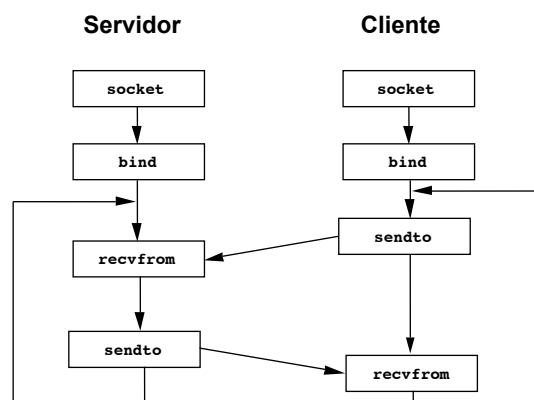 Servidor
Cliente
socket
socket
bind
bind
sendto
recvfrom
sendto
recvfrom